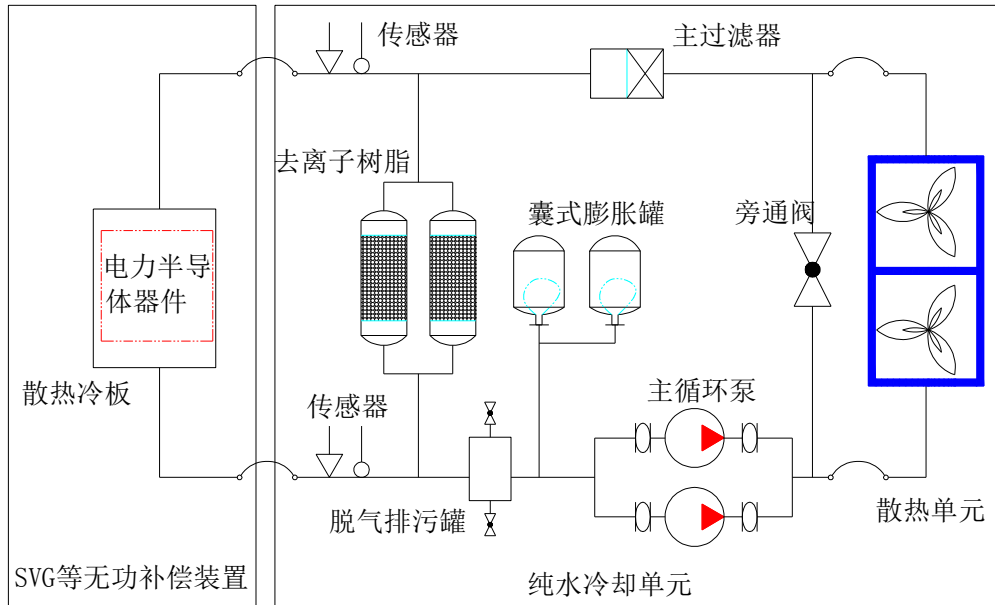 传感器
主过滤器
去离子树脂
囊式膨胀罐
旁通阀
电力半导
体器件
散热冷板
传感器
主循环泵
脱气排污罐
散热单元
SVG等无功补偿装置
纯水冷却单元